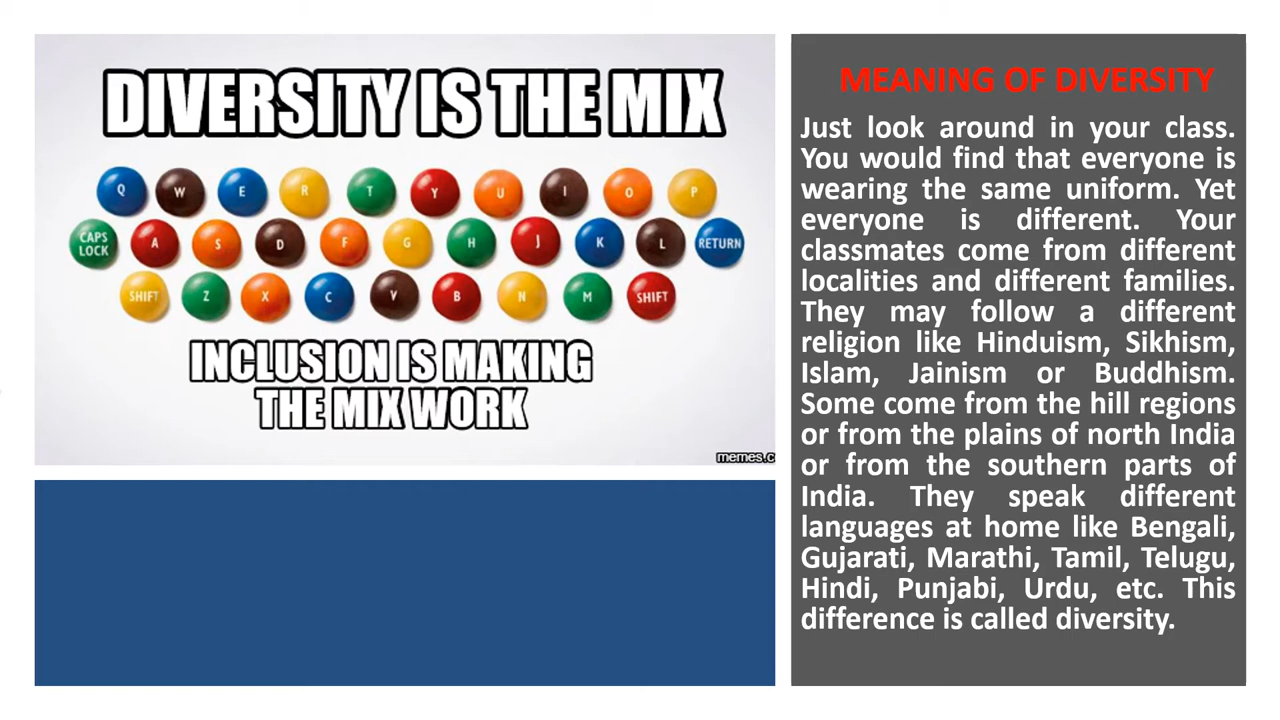 DIVERSITY IS THE MIX
Q W E R T Y U I O P
CAPS LOCK A S D F G H J K L RETURN
SHIFT Z X C V B N M SHIFT
INCLUSION IS MAKING
THE MIX WORK
memes.c
MEANING OF DIVERSITY
Just look around in your class.
You would find that everyone is
wearing the same uniform. Yet
everyone is different. Your
classmates come from different
localities and different families.
They may follow a different
religion like Hinduism, Sikhism,
Islam, Jainism or Buddhism.
Some come from the hill regions
or from the plains of north India
or from the southern parts of
India. They speak different
languages at home like Bengali,
Gujarati, Marathi, Tamil, Telugu,
Hindi, Punjabi, Urdu, etc. This
difference is called diversity.